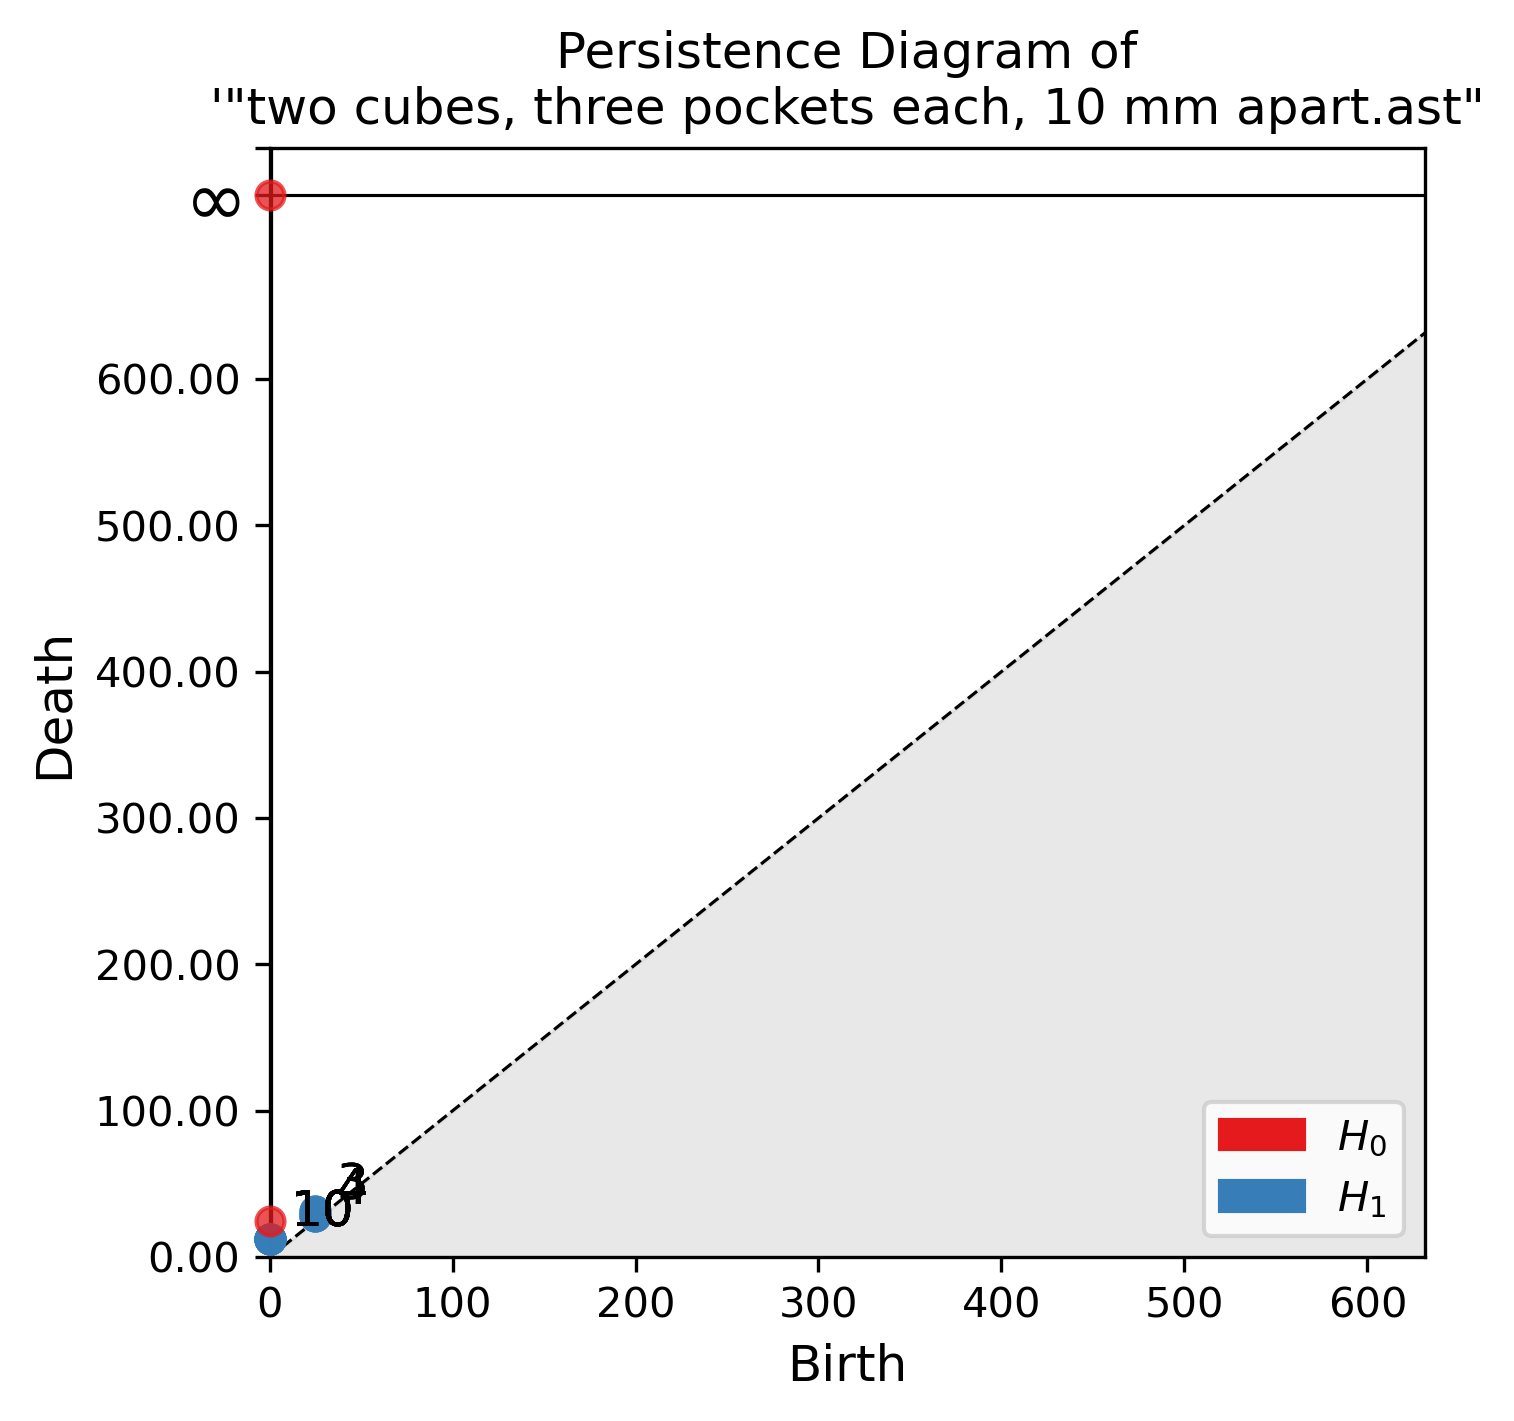 Persistence Diagram of
'"two cubes, three pockets each, 10 mm apart.ast"
∞
600.00
500.00
400.00
300.00
200.00
100.00
0.00
Death
10
0 100 200 300 400 500 600
Birth
H0
H1